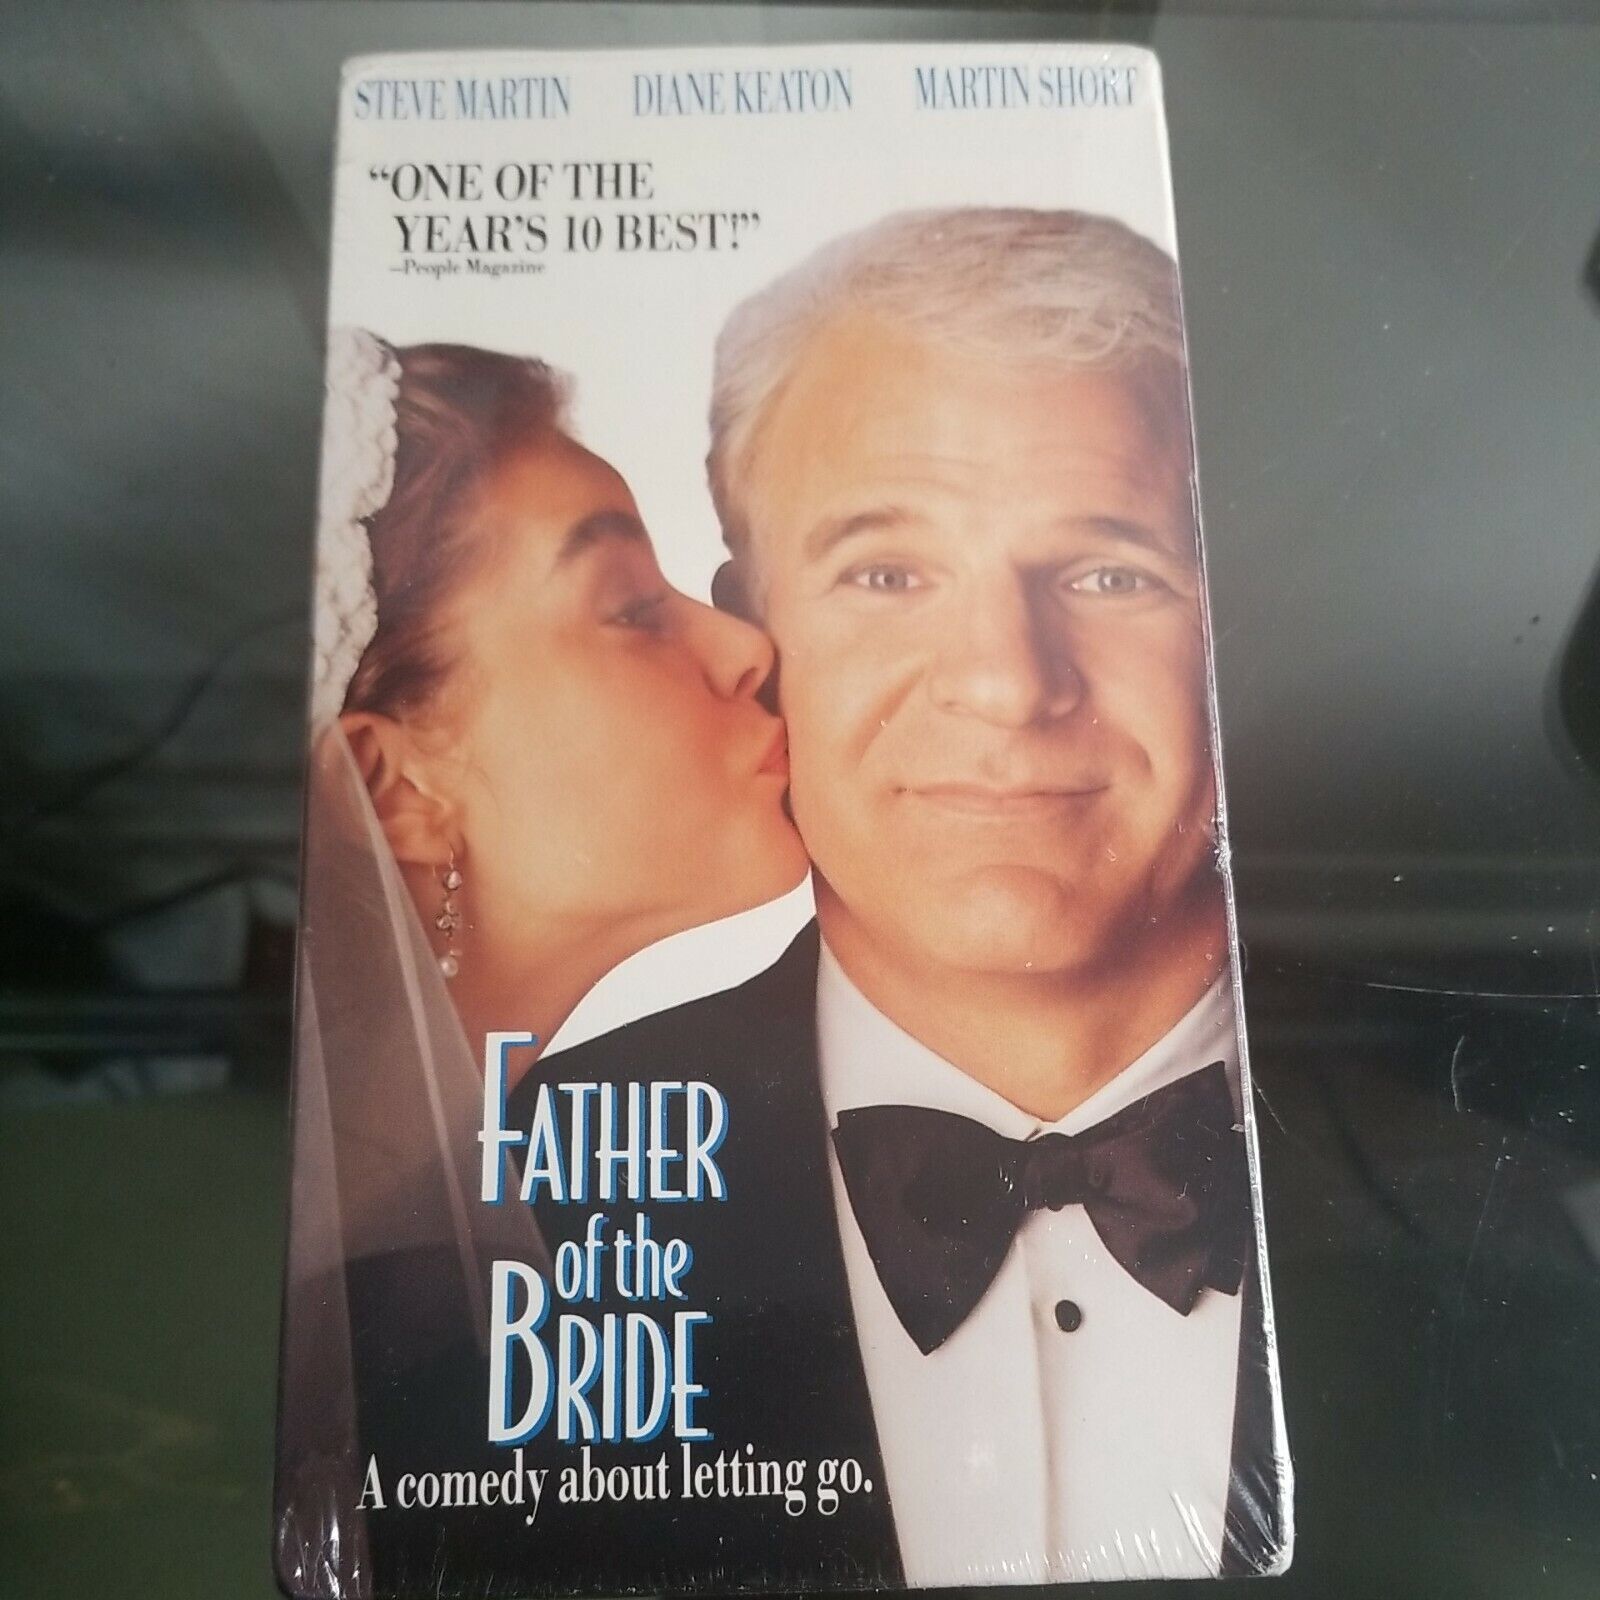 STEVE MARTIN DIANE KEATON MARTIN SHORT
“ONE OF THE
YEAR'S 10 BEST!”
—People Magazine
FATHER
of the
BRIDE
A comedy about letting go.